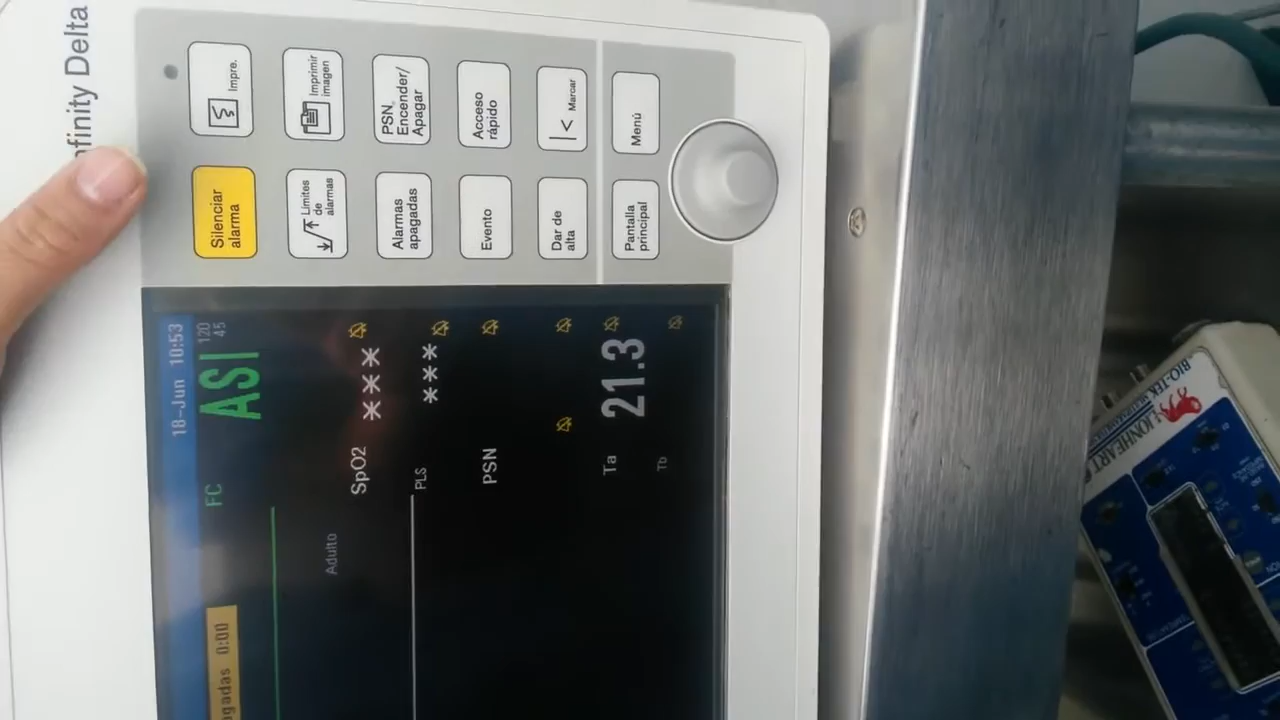 Infinity Delta
Impre.
Silenciar
alarma
Imprimir
imagen
Límites
de
alarmas
PSN
Encender/
Apagar
Alarmas
apagadas
Acceso
rápido
Evento
Marcar
Dar de
alta
Menú
Pantalla
principal
18-Jun 10:53
FC
ASI
120
45
gadas 0:00
Adulto
SpO2
***
PLS
***
PSN
Ta
21.3
Tb
BIO-TEK
LIONHEART